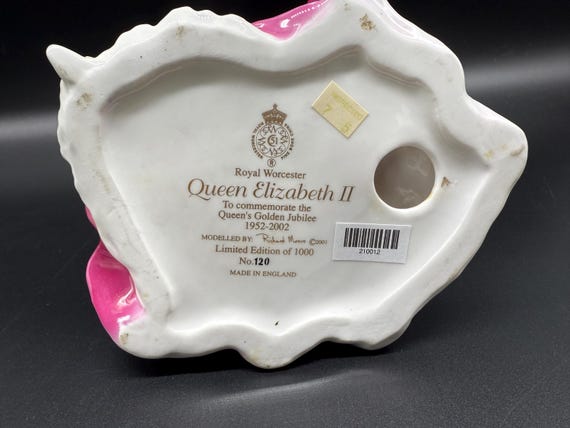 Royal Worcester
Queen Elizabeth II
To commemorate the
Queen's Golden Jubilee
1952-2002
MODELLED BY: Richard Moore ©2001
Limited Edition of 1000
No. 120
MADE IN ENGLAND
210012